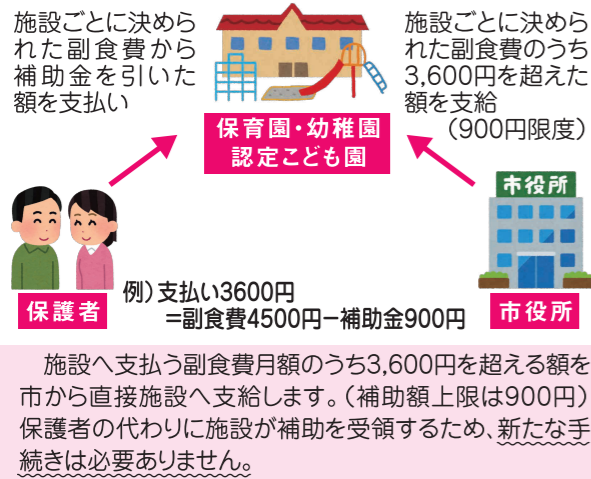 施設ごとに決めら
れた副食費から
補助金を引いた
額を支払い
施設ごとに決めら
れた副食費のうち
3,600円を超えた
額を支給
(900円限度)
保育園・幼稚園
認定こども園
市役所
保護者
例)支払い3600円
=副食費4500円−補助金900円
市役所
施設へ支払う副食費月額のうち3,600円を超える額を
市から直接施設へ支給します。(補助額上限は900円)
保護者の代わりに施設が補助を受領するため、新たな手
続きは必要ありません。